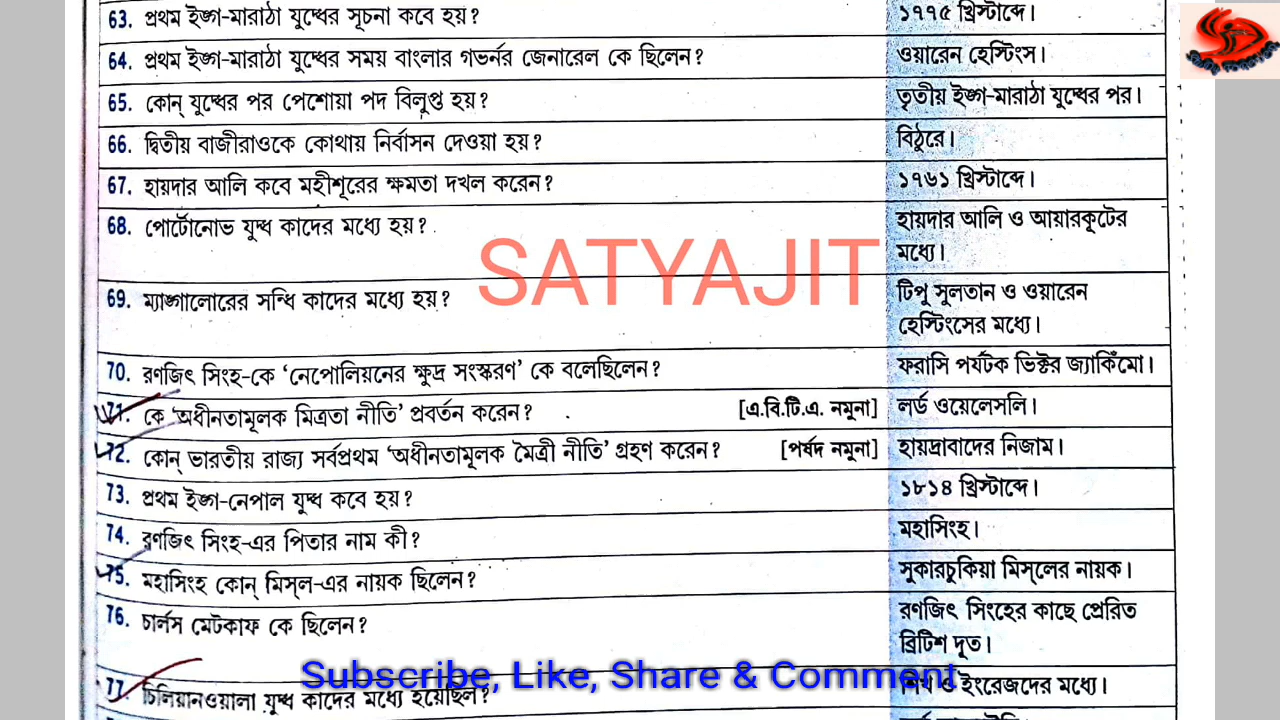 63. প্রথম ইঙ্গ-মারাঠা যুদ্ধের সূচনা কবে হয়? ১৭৭৫ খ্রিস্টাব্দে।
64. প্রথম ইঙ্গ-মারাঠা যুদ্ধের সময় বাংলার গভর্নর জেনারেল কে ছিলেন? ওয়ারেন হেস্টিংস।
65. কোন্ যুদ্ধের পর পেশোয়া পদ বিলুপ্ত হয়? তৃতীয় ইঙ্গ-মারাঠা যুদ্ধের পর।
66. দ্বিতীয় বাজীরাওকে কোথায় নির্বাসন দেওয়া হয়? বিঠুরে।
67. হায়দার আলি কবে মহীশূরের ক্ষমতা দখল করেন? ১৭৬১ খ্রিস্টাব্দে।
68. পোর্টোনোভ যুদ্ধ কাদের মধ্যে হয়? হায়দার আলি ও আয়ারকূটের
মধ্যে।
SATYAJIT
69. ম্যাঙ্গালোরের সন্ধি কাদের মধ্যে হয়? টিপু সুলতান ও ওয়ারেন
হেস্টিংসের মধ্যে।
70. রণজিৎ সিংহ-কে ‘নেপোলিয়নের ক্ষুদ্র সংস্করণ’ কে বলেছিলেন? ফরাসি পর্যটক ভিক্টর জ্যাকিঁমো।
71. কে ‘অধীনতামূলক মিত্রতা নীতি’ প্রবর্তন করেন? [এ.বি.টি.এ. নমুনা] লর্ড ওয়েলেসলি।
72. কোন্ ভারতীয় রাজ্য সর্বপ্রথম ‘অধীনতামূলক মৈত্রী নীতি’ গ্রহণ করেন? [পর্ষদ নমুনা] হায়দ্রাবাদের নিজাম।
73. প্রথম ইঙ্গ-নেপাল যুদ্ধ কবে হয়? ১৮১৪ খ্রিস্টাব্দে।
74. রণজিৎ সিংহ-এর পিতার নাম কী? মহাসিংহ।
75. মহাসিংহ কোন্ মিস্‌ল-এর নায়ক ছিলেন? সুকারচুকিয়া মিস্‌লের নায়ক।
76. চার্লস মেটকাফ কে ছিলেন? রণজিৎ সিংহের কাছে প্রেরিত
ব্রিটিশ দূত।
Subscribe, Like, Share & Comment
77. চিলিয়ানওয়ালা যুদ্ধ কাদের মধ্যে হয়েছিল? ও ইংরেজদের মধ্যে।